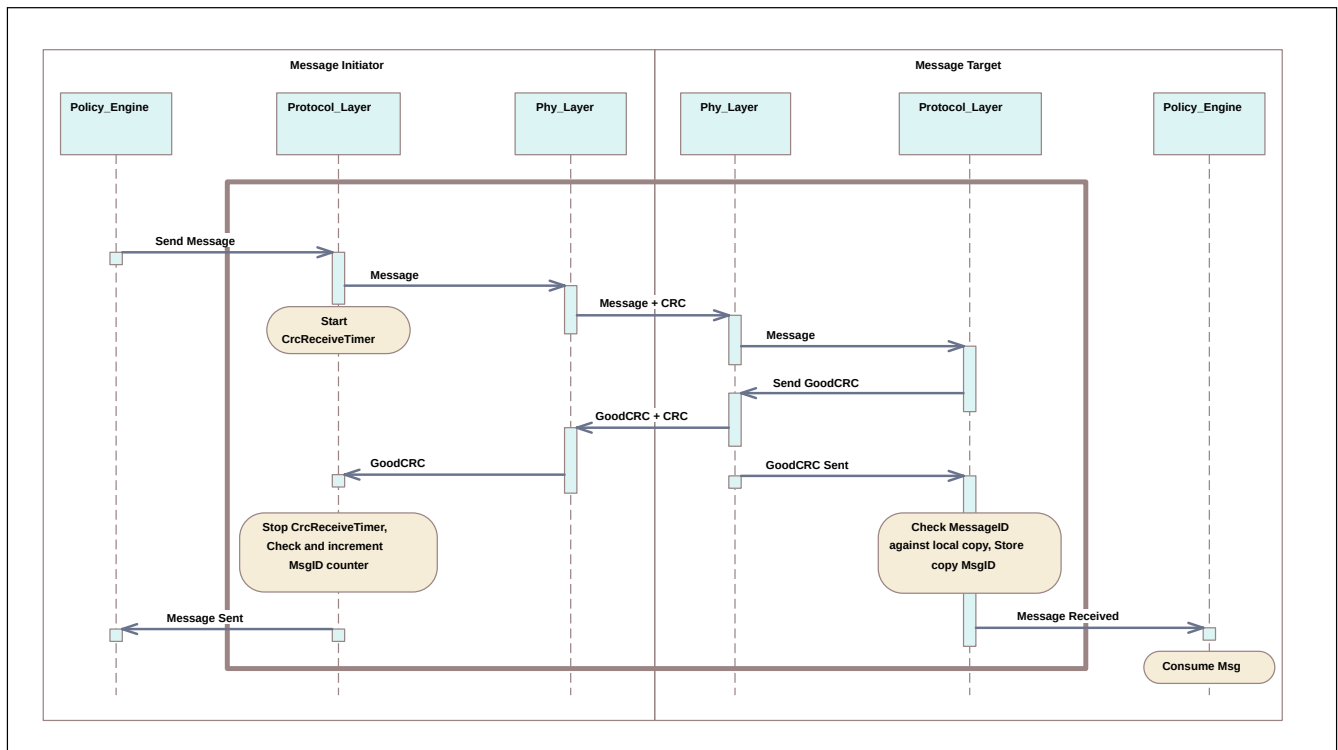 Message Initiator
Message Target
Policy_Engine
Protocol_Layer
Phy_Layer
Phy_Layer
Protocol_Layer
Policy_Engine
Send Message
Message
Message + CRC
Start
CrcReceiveTimer
Message
Send GoodCRC
GoodCRC + CRC
GoodCRC
GoodCRC Sent
Stop CrcReceiveTimer,
Check and increment
MsgID counter
Check MessageID
against local copy, Store
copy MsgID
Message Sent
Message Received
Consume Msg